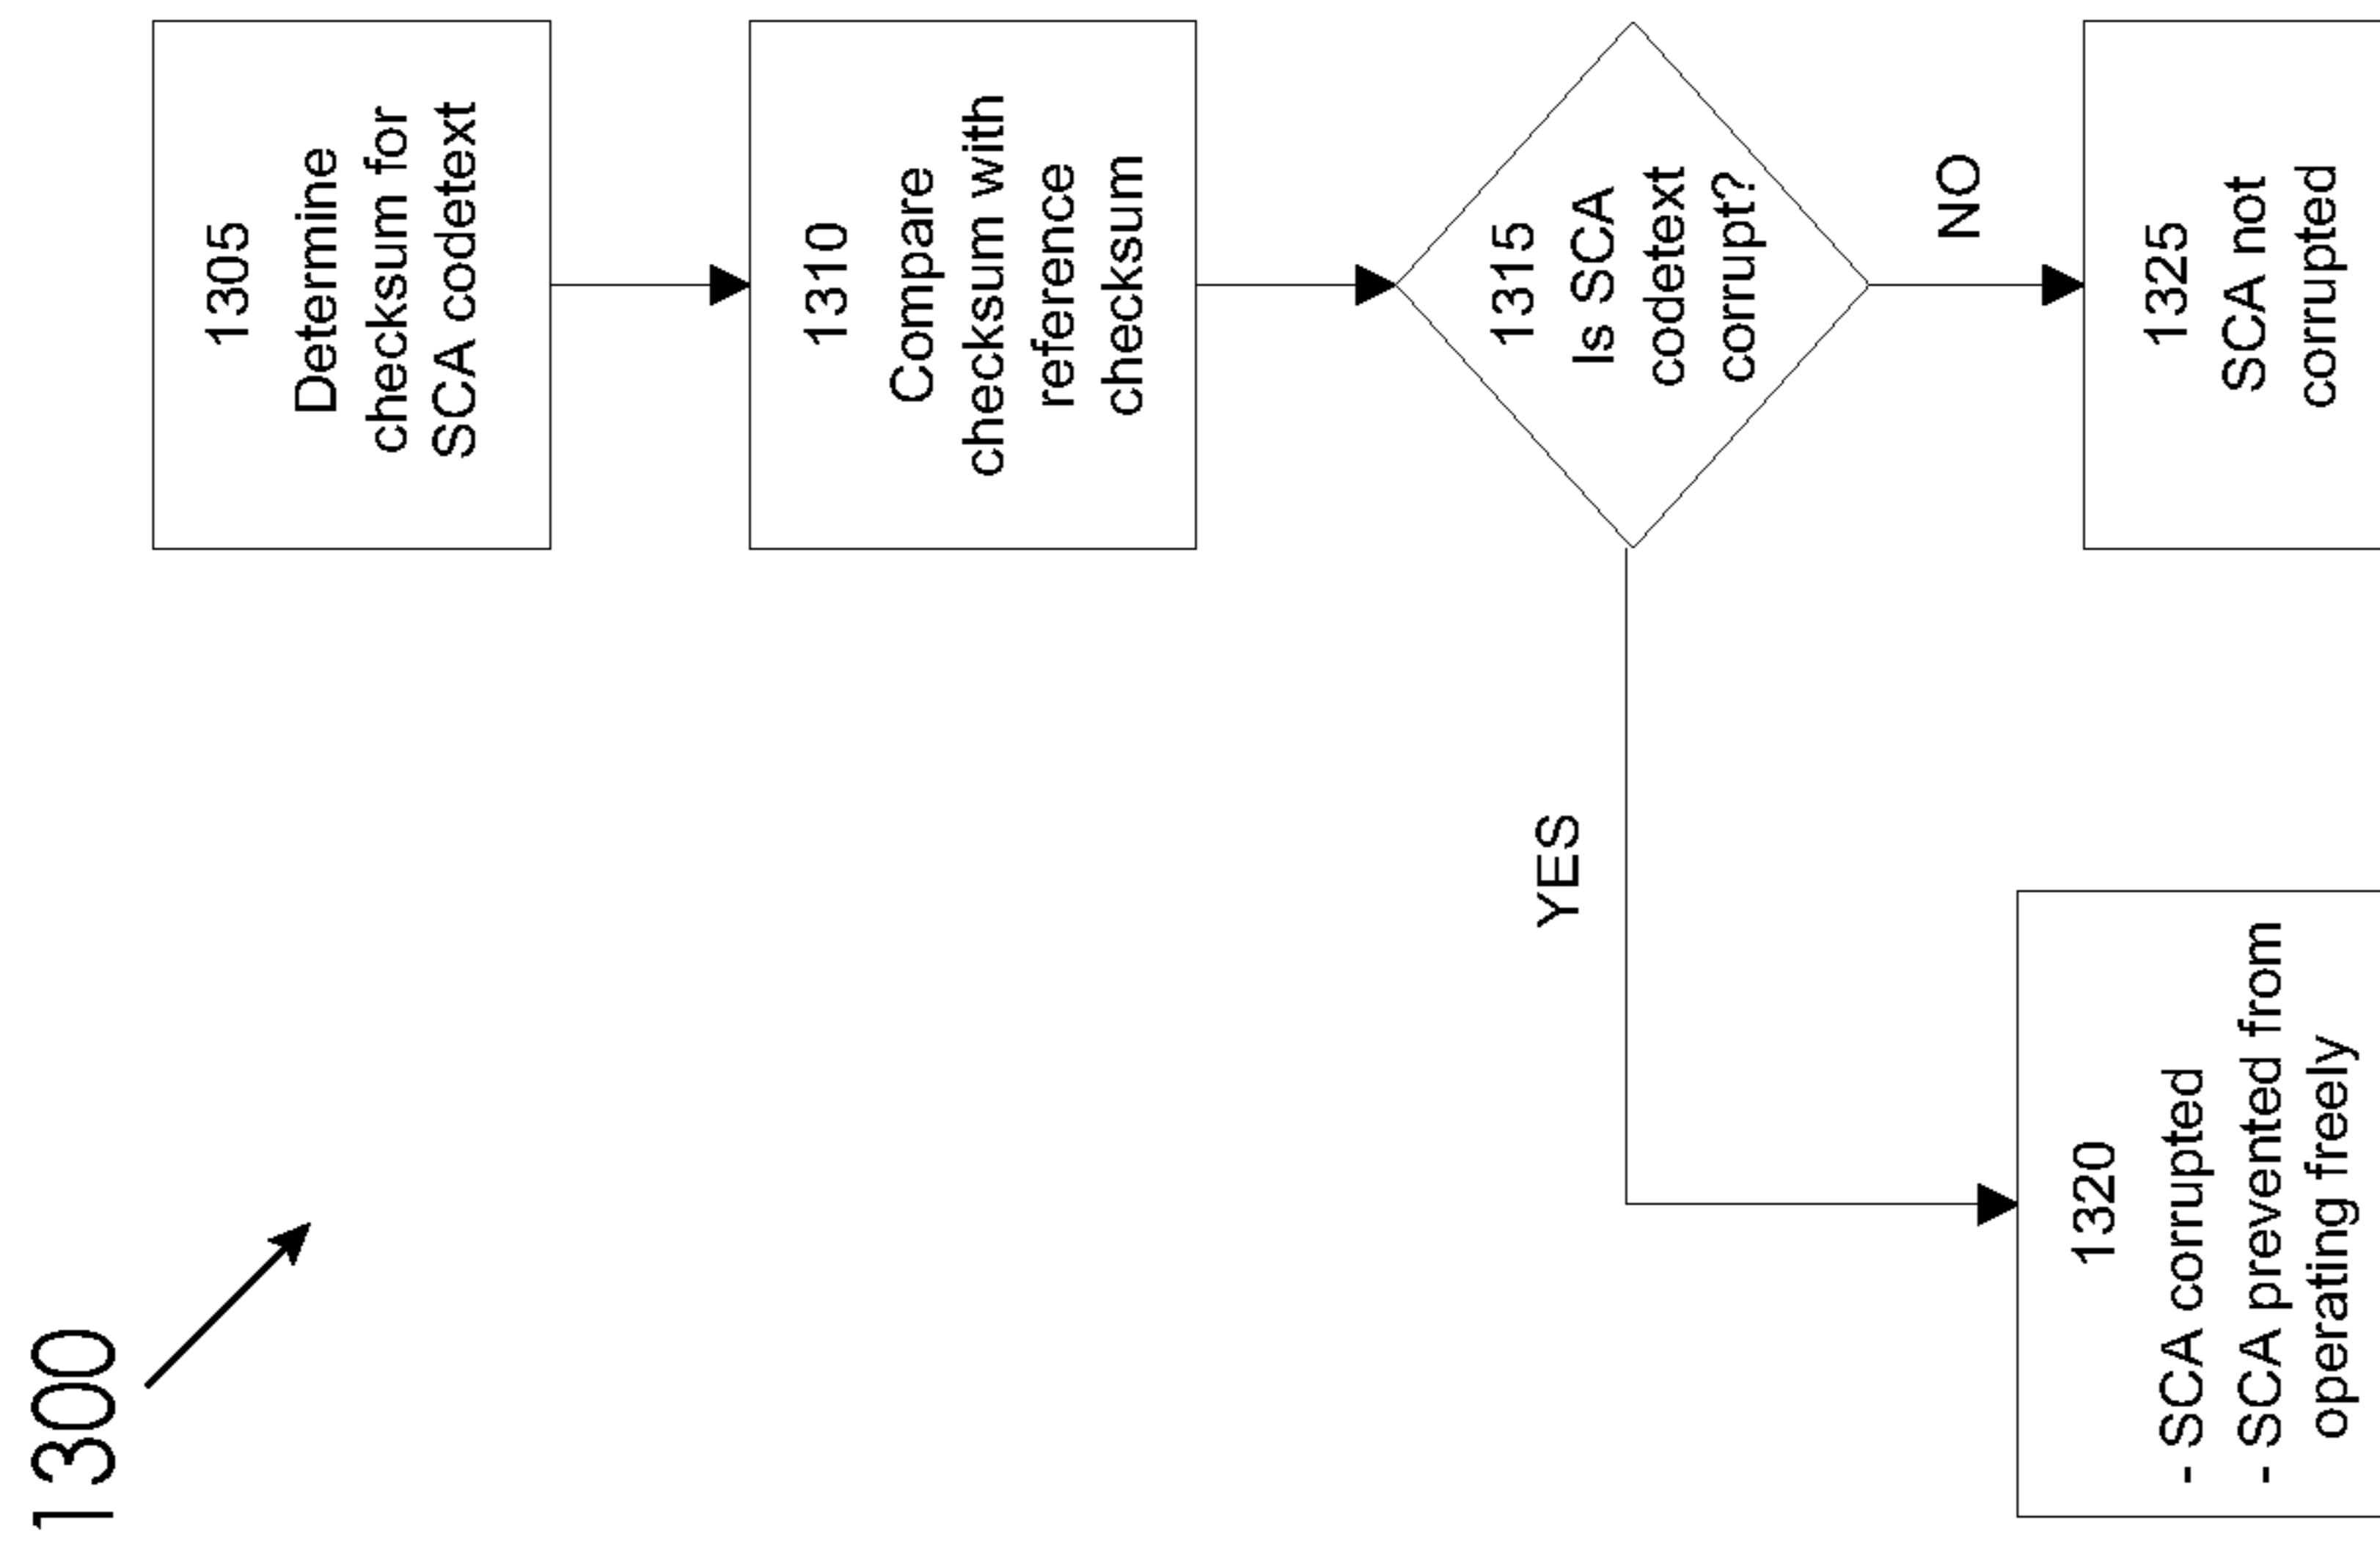 1300
1305
Determine
checksum for
SCA codetext
1310
Compare
checksum with
reference
checksum
1315
Is SCA
codetext
corrupt?
YES
NO
1320
- SCA corrupted
- SCA prevented from
operating freely
1325
SCA not
corrupted